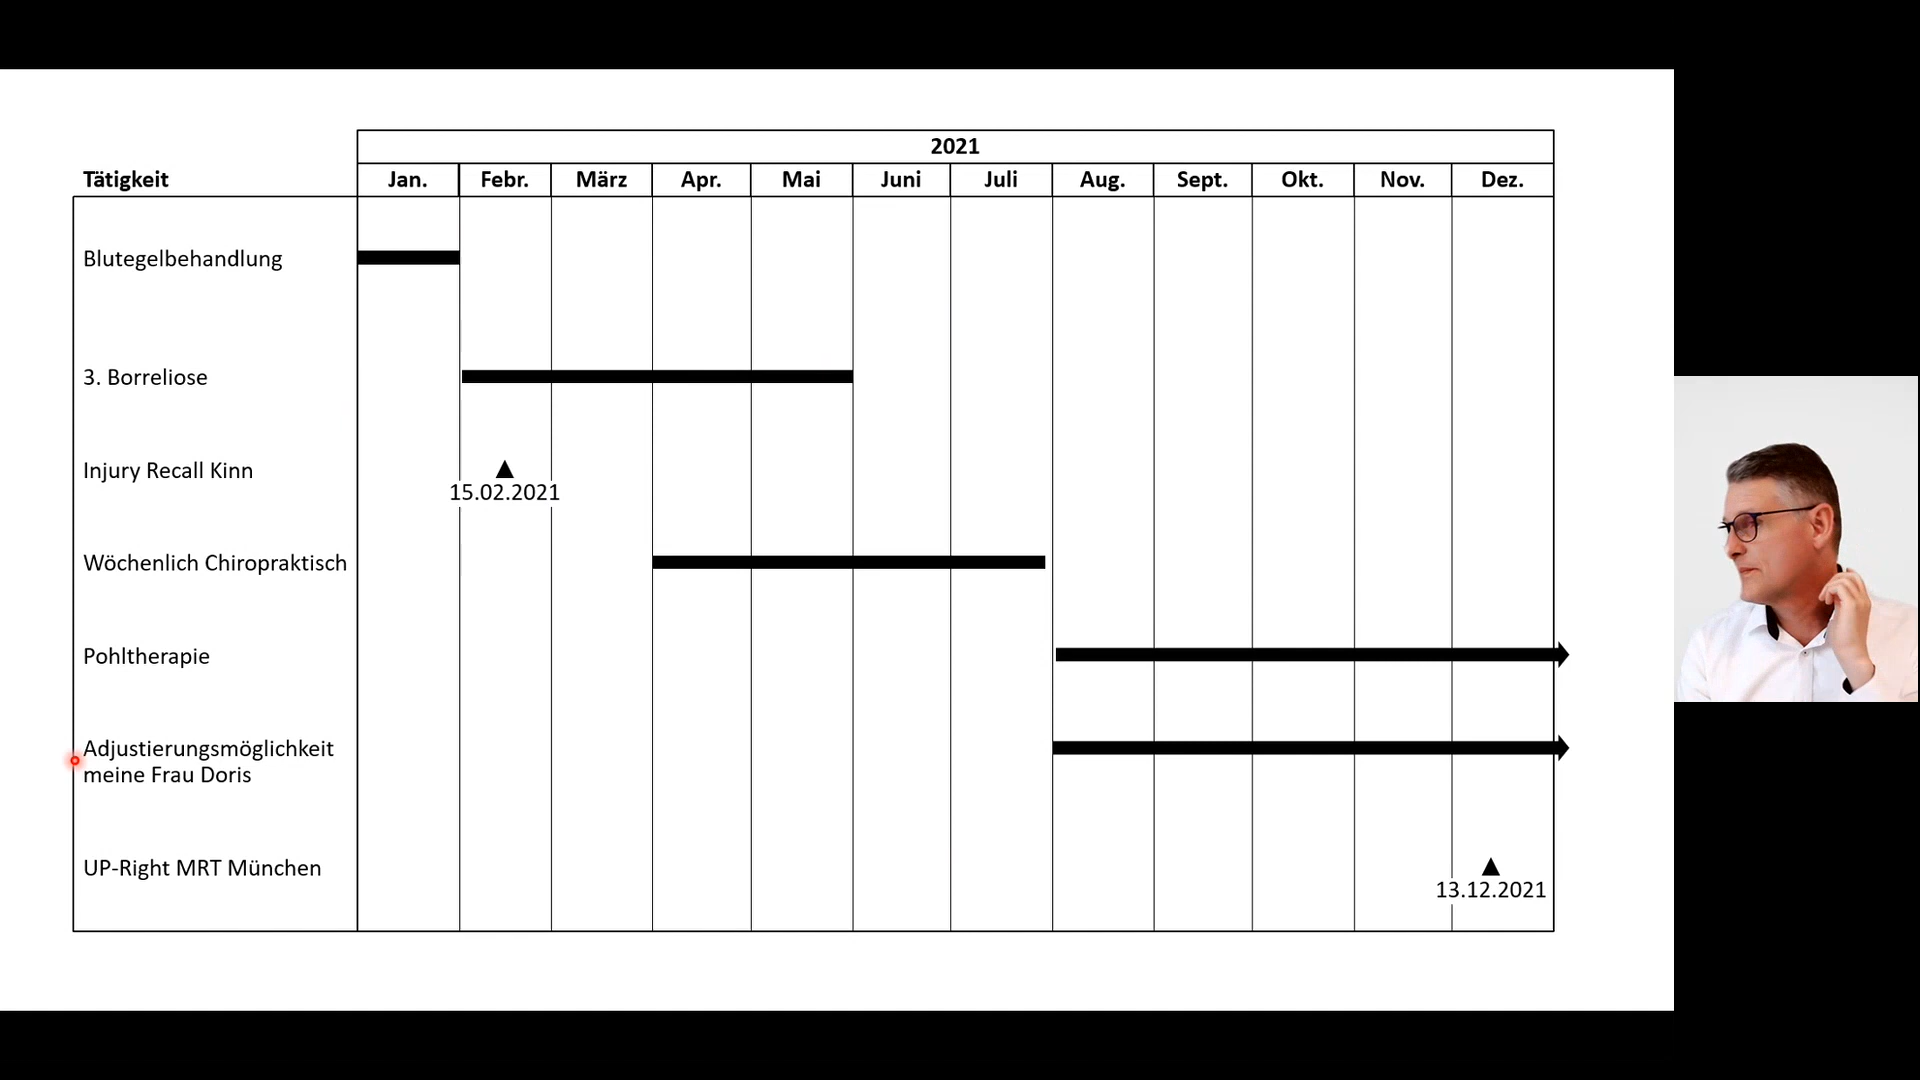 2021
Tätigkeit Jan. Febr. März Apr. Mai Juni Juli Aug. Sept. Okt. Nov. Dez.
Blutegelbehandlung
3. Borreliose
Injury Recall Kinn
15.02.2021
Wöchenlich Chiropraktisch
Pohltherapie
Adjustierungsmöglichkeit
meine Frau Doris
UP-Right MRT München
13.12.2021